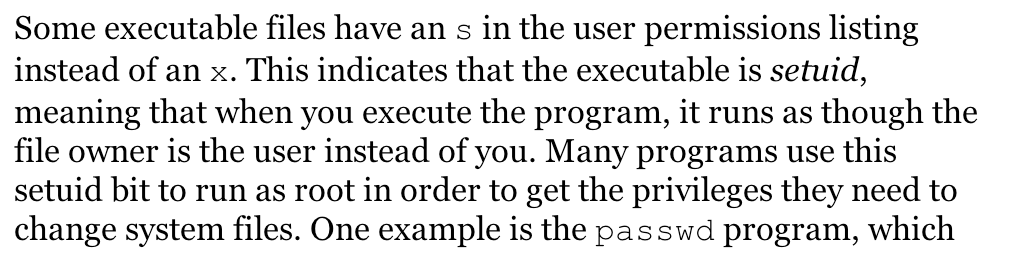 Some executable files have an s in the user permissions listing
instead of an x. This indicates that the executable is setuid,
meaning that when you execute the program, it runs as though the
file owner is the user instead of you. Many programs use this
setuid bit to run as root in order to get the privileges they need to
change system files. One example is the passwd program, which